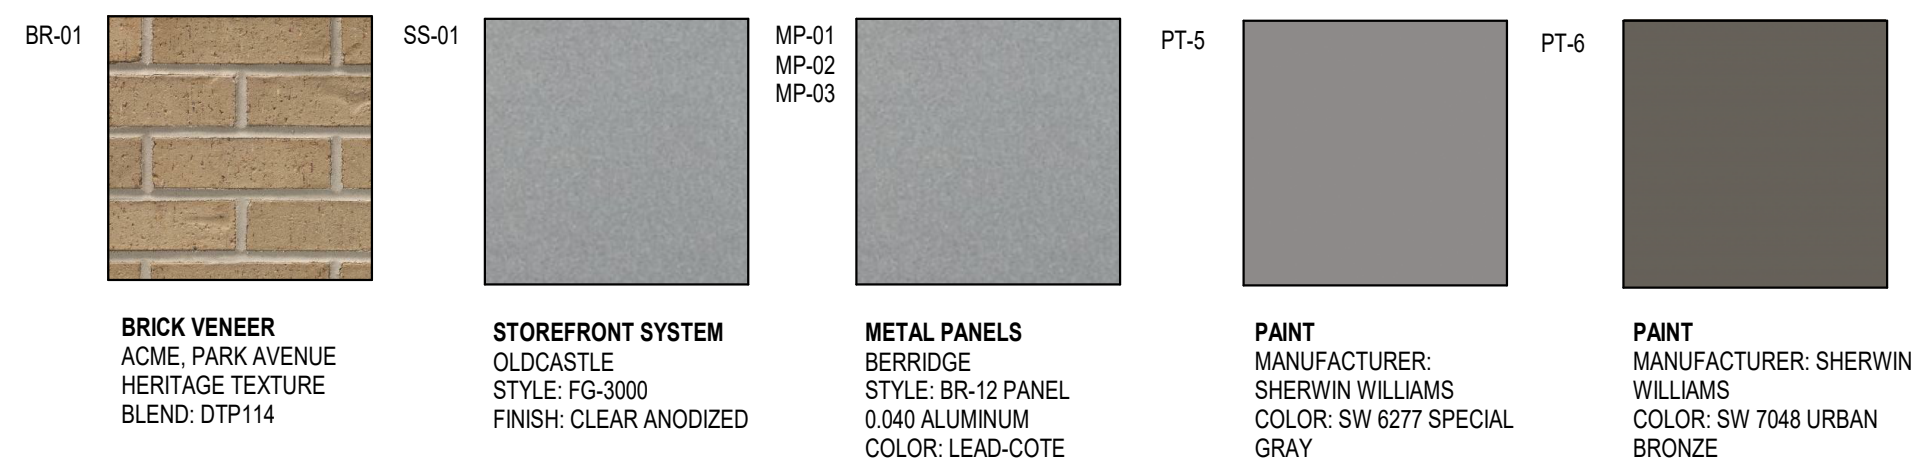 BR-01
BRICK VENEER
ACME, PARK AVENUE
HERITAGE TEXTURE
BLEND: DTP114
SS-01
STOREFRONT SYSTEM
OLDCASTLE
STYLE: FG-3000
FINISH: CLEAR ANODIZED
MP-01
MP-02
MP-03
METAL PANELS
BERRIDGE
STYLE: BR-12 PANEL
0.040 ALUMINUM
COLOR: LEAD-COTE
PT-5
PAINT
MANUFACTURER:
SHERWIN WILLIAMS
COLOR: SW 6277 SPECIAL
GRAY
PT-6
PAINT
MANUFACTURER: SHERWIN
WILLIAMS
COLOR: SW 7048 URBAN
BRONZE